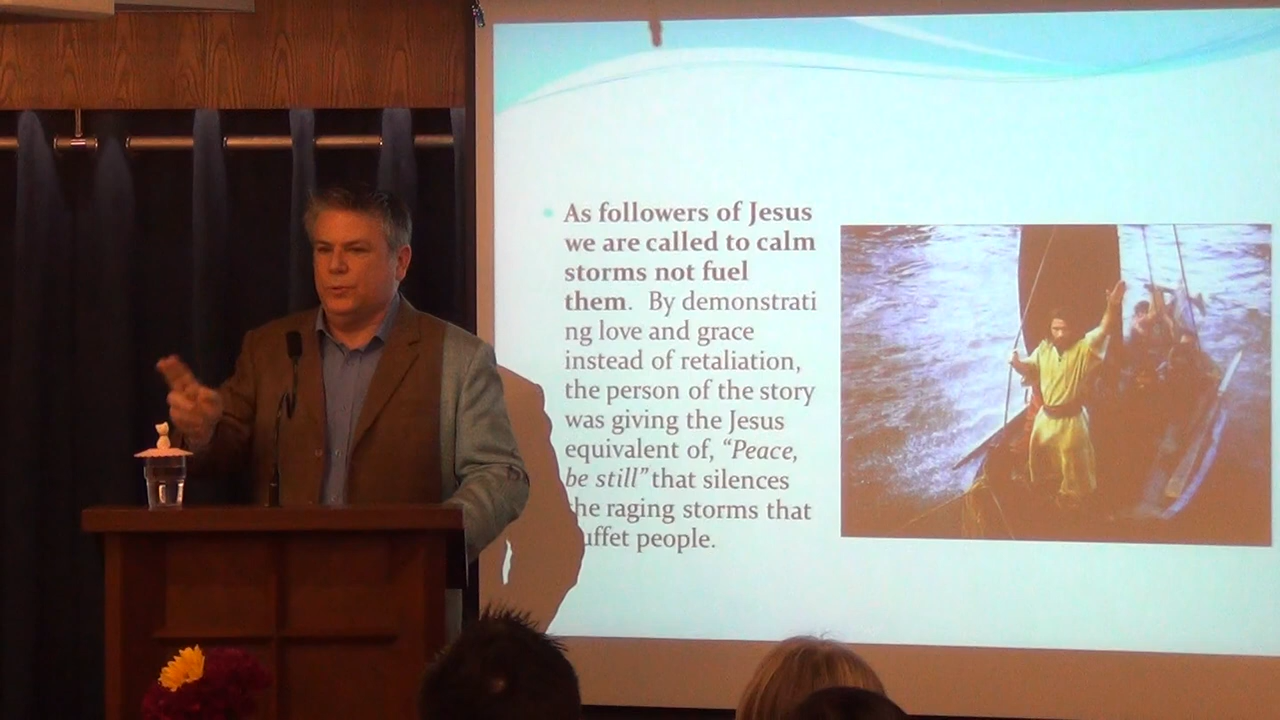 As followers of Jesus
we are called to calm
storms not fuel
them. By demonstrati
ng love and grace
instead of retaliation,
the person of the story
was giving the Jesus
equivalent of, “Peace,
be still” that silences
he raging storms that
uffet people.